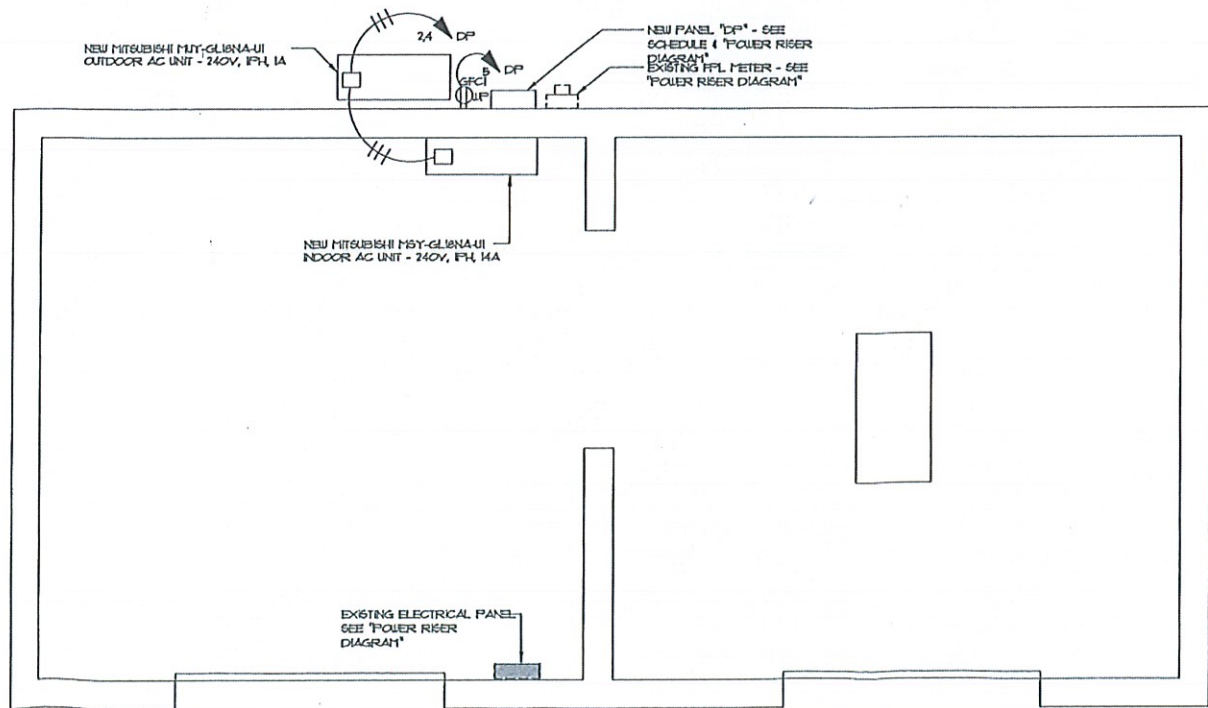 NEW MITSUBISHI MUY-GL18NA-U1
OUTDOOR AC UNIT - 240V, 1PH, 1A
2,4 DP
5 DP
GFCI
WP
NEW PANEL "DP" - SEE
SCHEDULE & "POWER RISER
DIAGRAM"
EXISTING FPL METER - SEE
"POWER RISER DIAGRAM"
NEW MITSUBISHI MSY-GL18NA-U1
INDOOR AC UNIT - 240V, 1PH, 14A
EXISTING ELECTRICAL PANEL
SEE "POWER RISER
DIAGRAM"